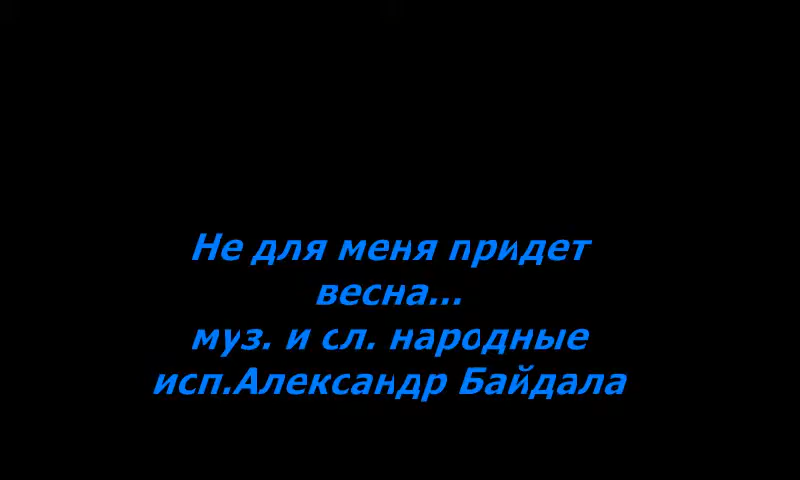 Не для меня придет
весна...
муз. и сл. народные
исп.Александр Байдала